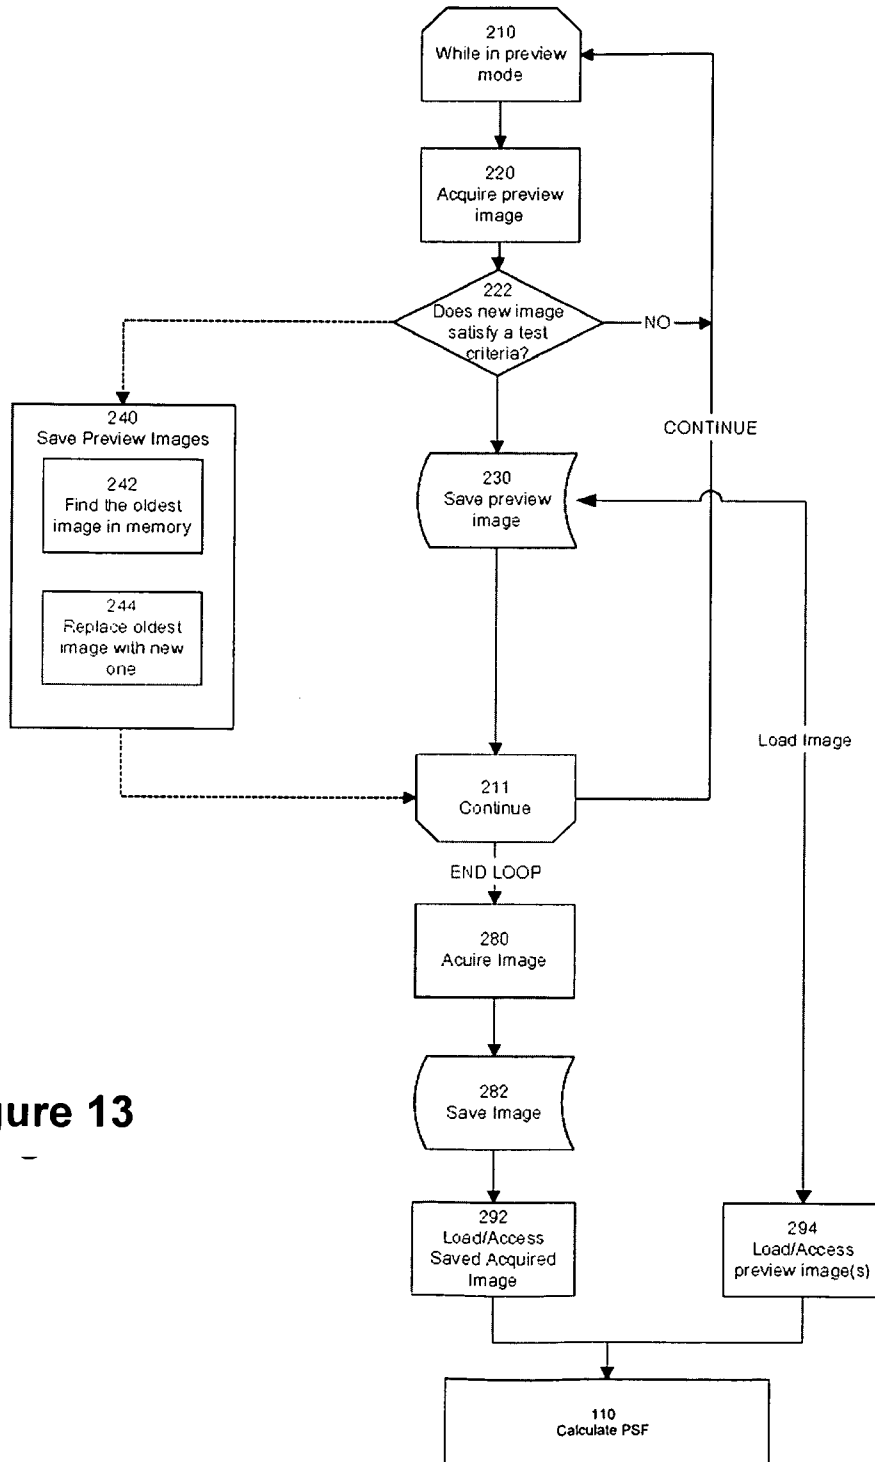 210
While in preview
mode
220
Acquire preview
image
222
Does new image
satisfy a test
criteria?
NO
CONTINUE
240
Save Preview Images
242
Find the oldest
image in memory
244
Replace oldest
image with new
one
230
Save preview
image
Load Image
211
Continue
END LOOP
280
Acuire Image
282
Save Image
gure 13
292
Load/Access
Saved Acquired
Image
294
Load/Access
preview image(s)
110
Calculate PSF